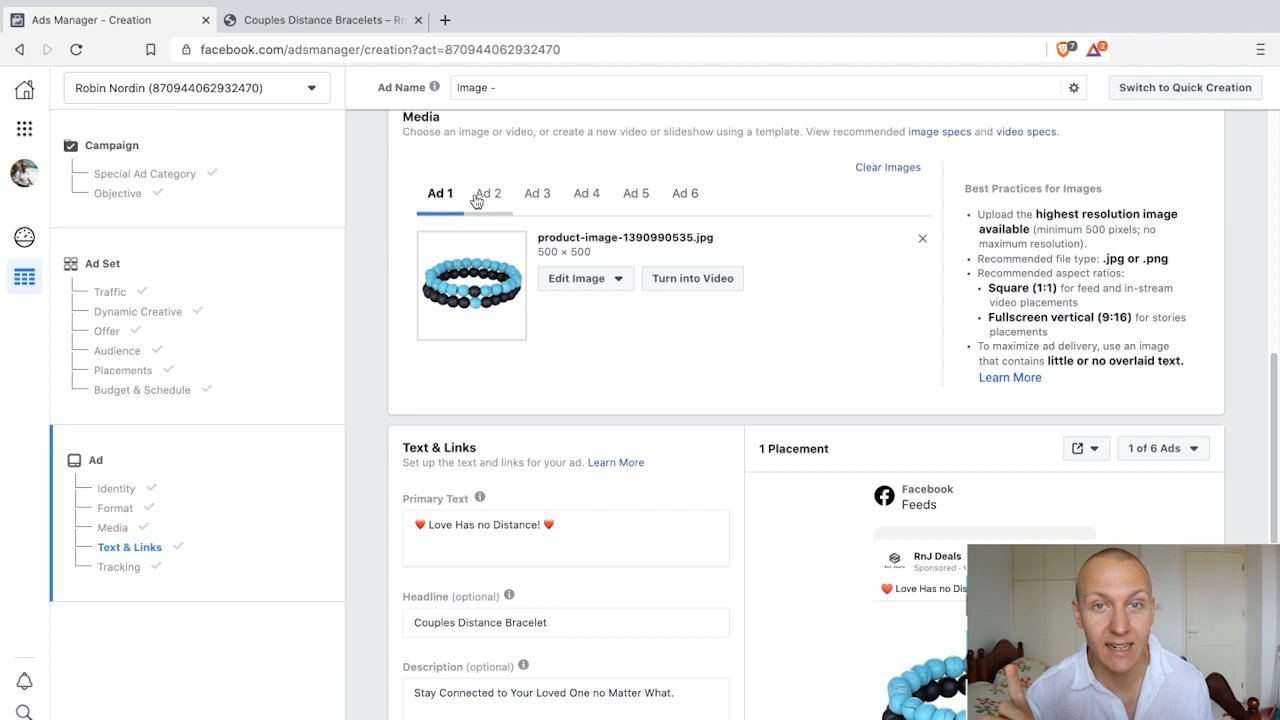 Ads Manager - Creation
Couples Distance Bracelets – Rn
facebook.com/adsmanager/creation?act=870944062932470
7
2
Robin Nordin (870944062932470)
Ad Name
Image -
Switch to Quick Creation
Campaign
Special Ad Category
Objective
Ad Set
Traffic
Dynamic Creative
Offer
Audience
Placements
Budget & Schedule
Ad
Identity
Format
Media
Text & Links
Tracking
Media
Choose an image or video, or create a new video or slideshow using a template. View recommended image specs and video specs.
Clear Images
Ad 1
Ad 2
Ad 3
Ad 4
Ad 5
Ad 6
product-image-1390990535.jpg
500 × 500
Edit Image
Turn into Video
Best Practices for Images
• Upload the highest resolution image
available (minimum 500 pixels; no
maximum resolution).
• Recommended file type: .jpg or .png
• Recommended aspect ratios:
• Square (1:1) for feed and in-stream
video placements
• Fullscreen vertical (9:16) for stories
placements
• To maximize ad delivery, use an image
that contains little or no overlaid text.
Learn More
Text & Links
Set up the text and links for your ad. Learn More
Primary Text
❤️ Love Has no Distance! ❤️
Headline (optional)
Couples Distance Bracelet
Description (optional)
Stay Connected to Your Loved One no Matter What.
1 Placement
1 of 6 Ads
Facebook
Feeds
RnJ Deals
Sponsored ·
❤️ Love Has no Dis